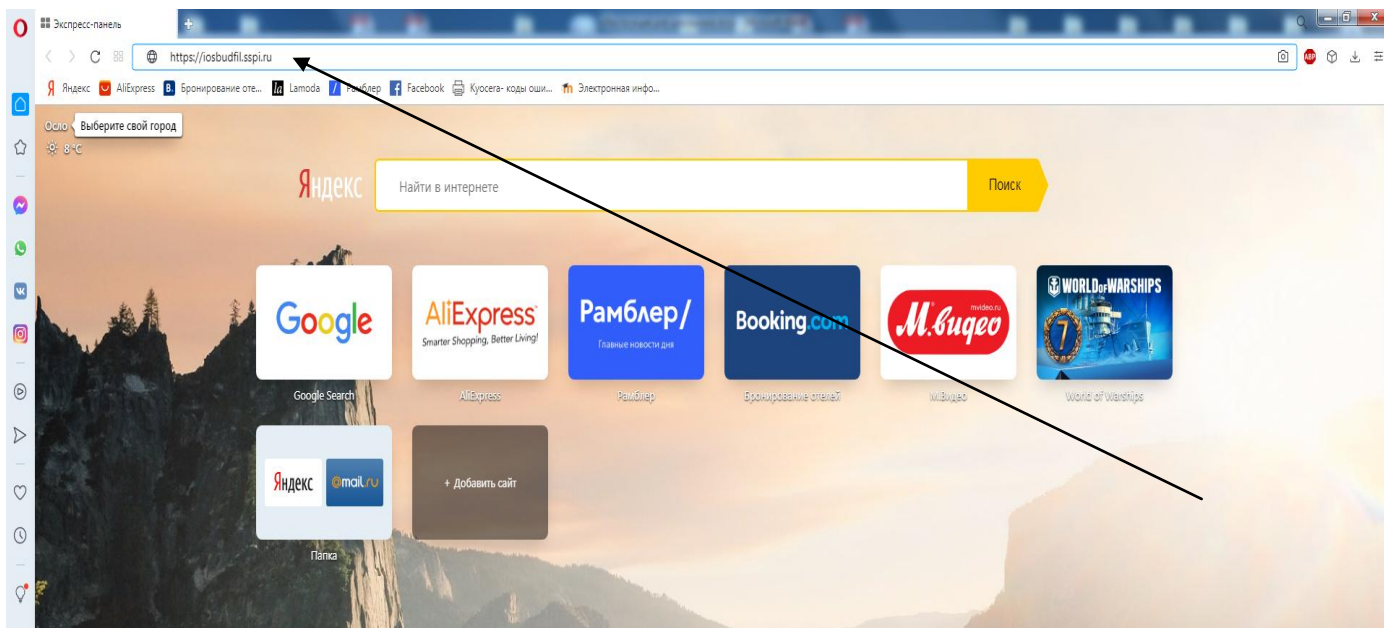 Экспресс-панель
https://iosbudfil.sspi.ru
Яндекс AliExpress B. Бронирование оте... la Lamoda Рамблер Facebook Kyocera- коды оши... Электронная инфо...
Осло Выберите свой город
8 °C
Яндекс Найти в интернете Поиск
Google AliExpress Рамблер/ Booking.com М.видео WORLD OF WARSHIPS
Smarter Shopping, Better Living! Главные новости дня mvideo.ru 7
Google Search AliExpress Рамблер Бронирование отелей М.Видео World of Warships
Яндекс @mail.ru + Добавить сайт
Папка
ABP